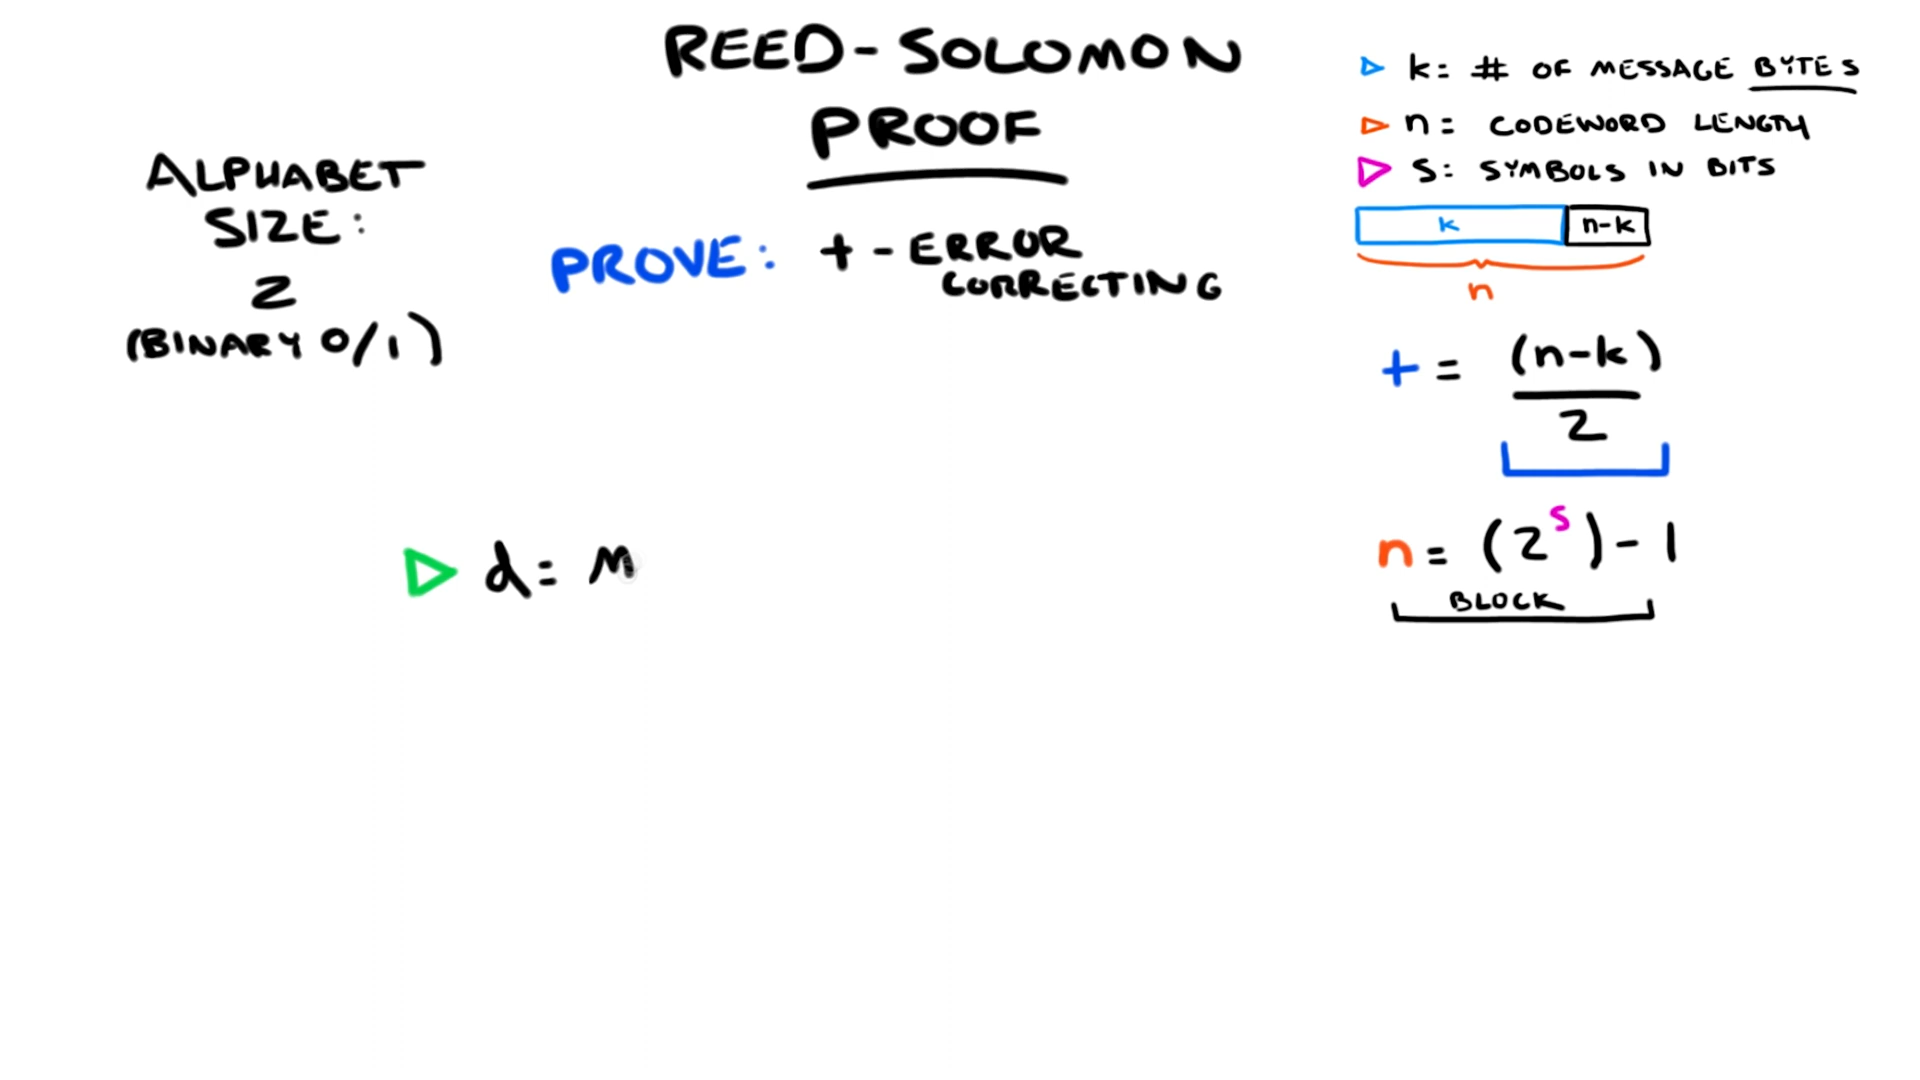 REED-SOLOMON
PROOF
ALPHABET
SIZE:
2
(BINARY 0/1)
PROVE: t-ERROR
CORRECTING
d= m
k= # OF MESSAGE BYTES
n= CODEWORD LENGTH
S= SYMBOLS IN BITS
k n-k
n
t = (n-k)
2
n= (2^s)-1
BLOCK